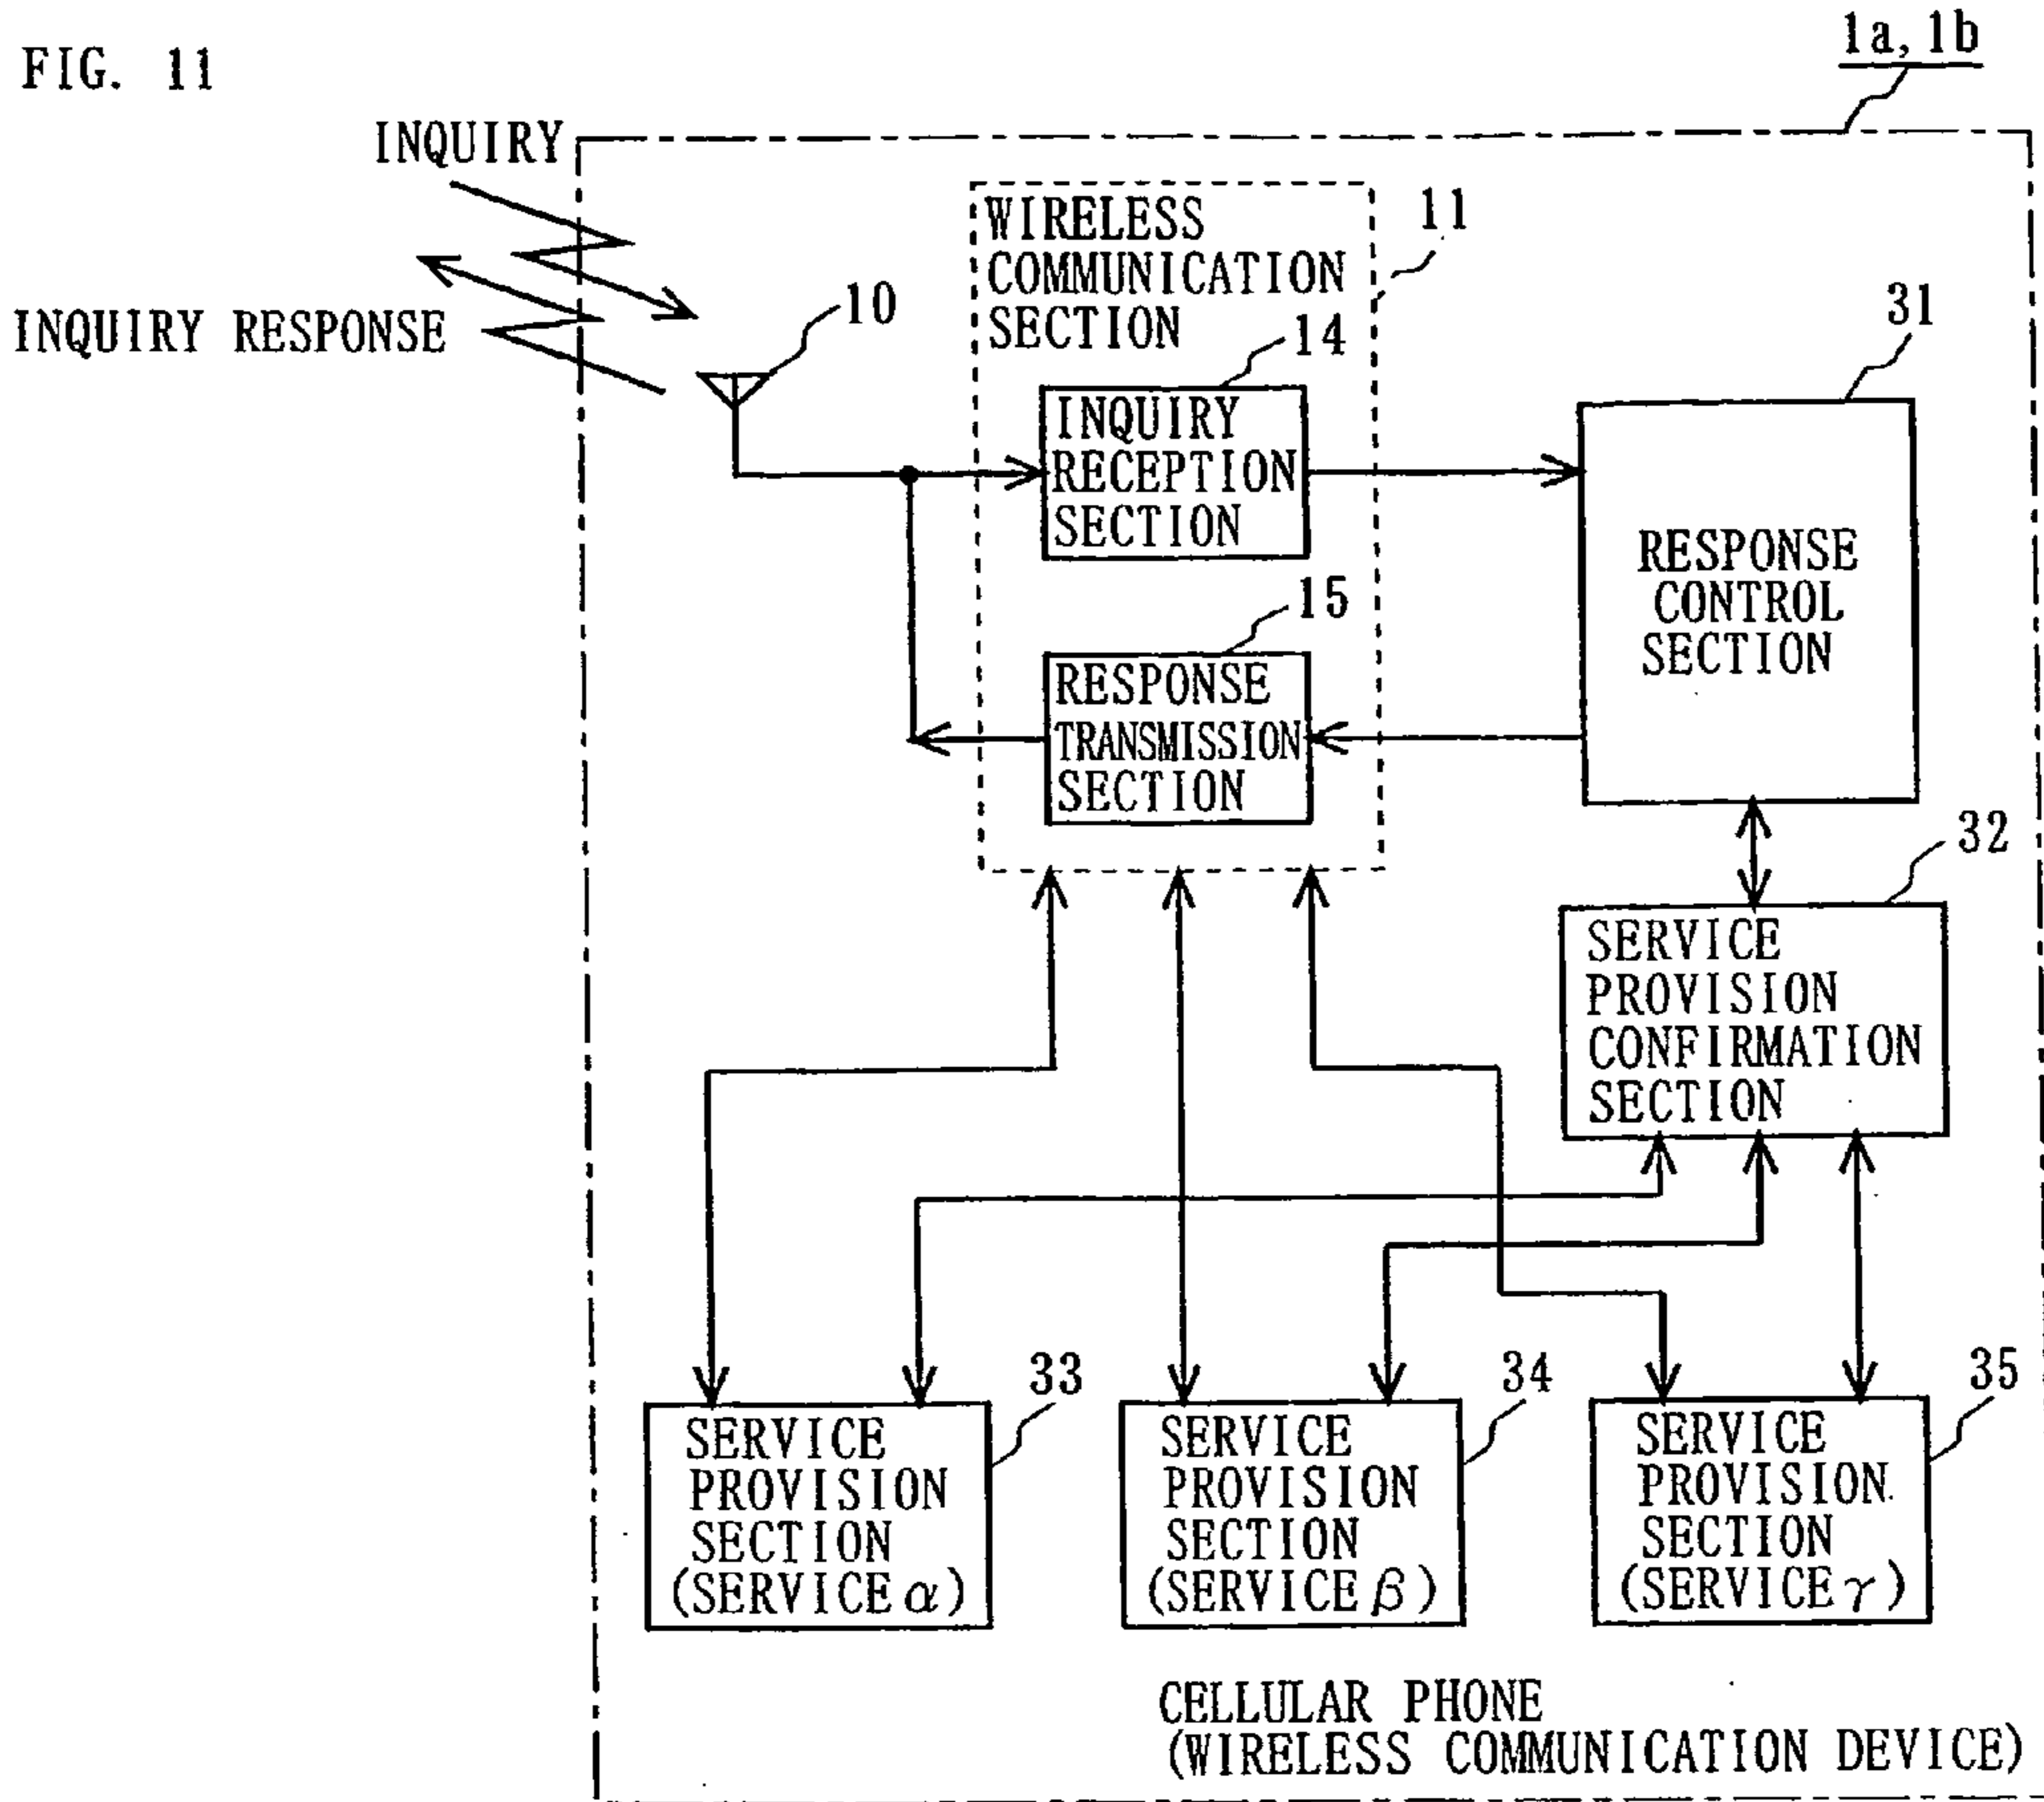 FIG. 11
1a, 1b
INQUIRY
INQUIRY RESPONSE
10
WIRELESS
COMMUNICATION
SECTION
11
14
INQUIRY
RECEPTION
SECTION
15
RESPONSE
TRANSMISSION
SECTION
31
RESPONSE
CONTROL
SECTION
32
SERVICE
PROVISION
CONFIRMATION
SECTION
33
SERVICE
PROVISION
SECTION
(SERVICE α)
34
SERVICE
PROVISION
SECTION
(SERVICE β)
35
SERVICE
PROVISION
SECTION
(SERVICE γ)
CELLULAR PHONE
(WIRELESS COMMUNICATION DEVICE)